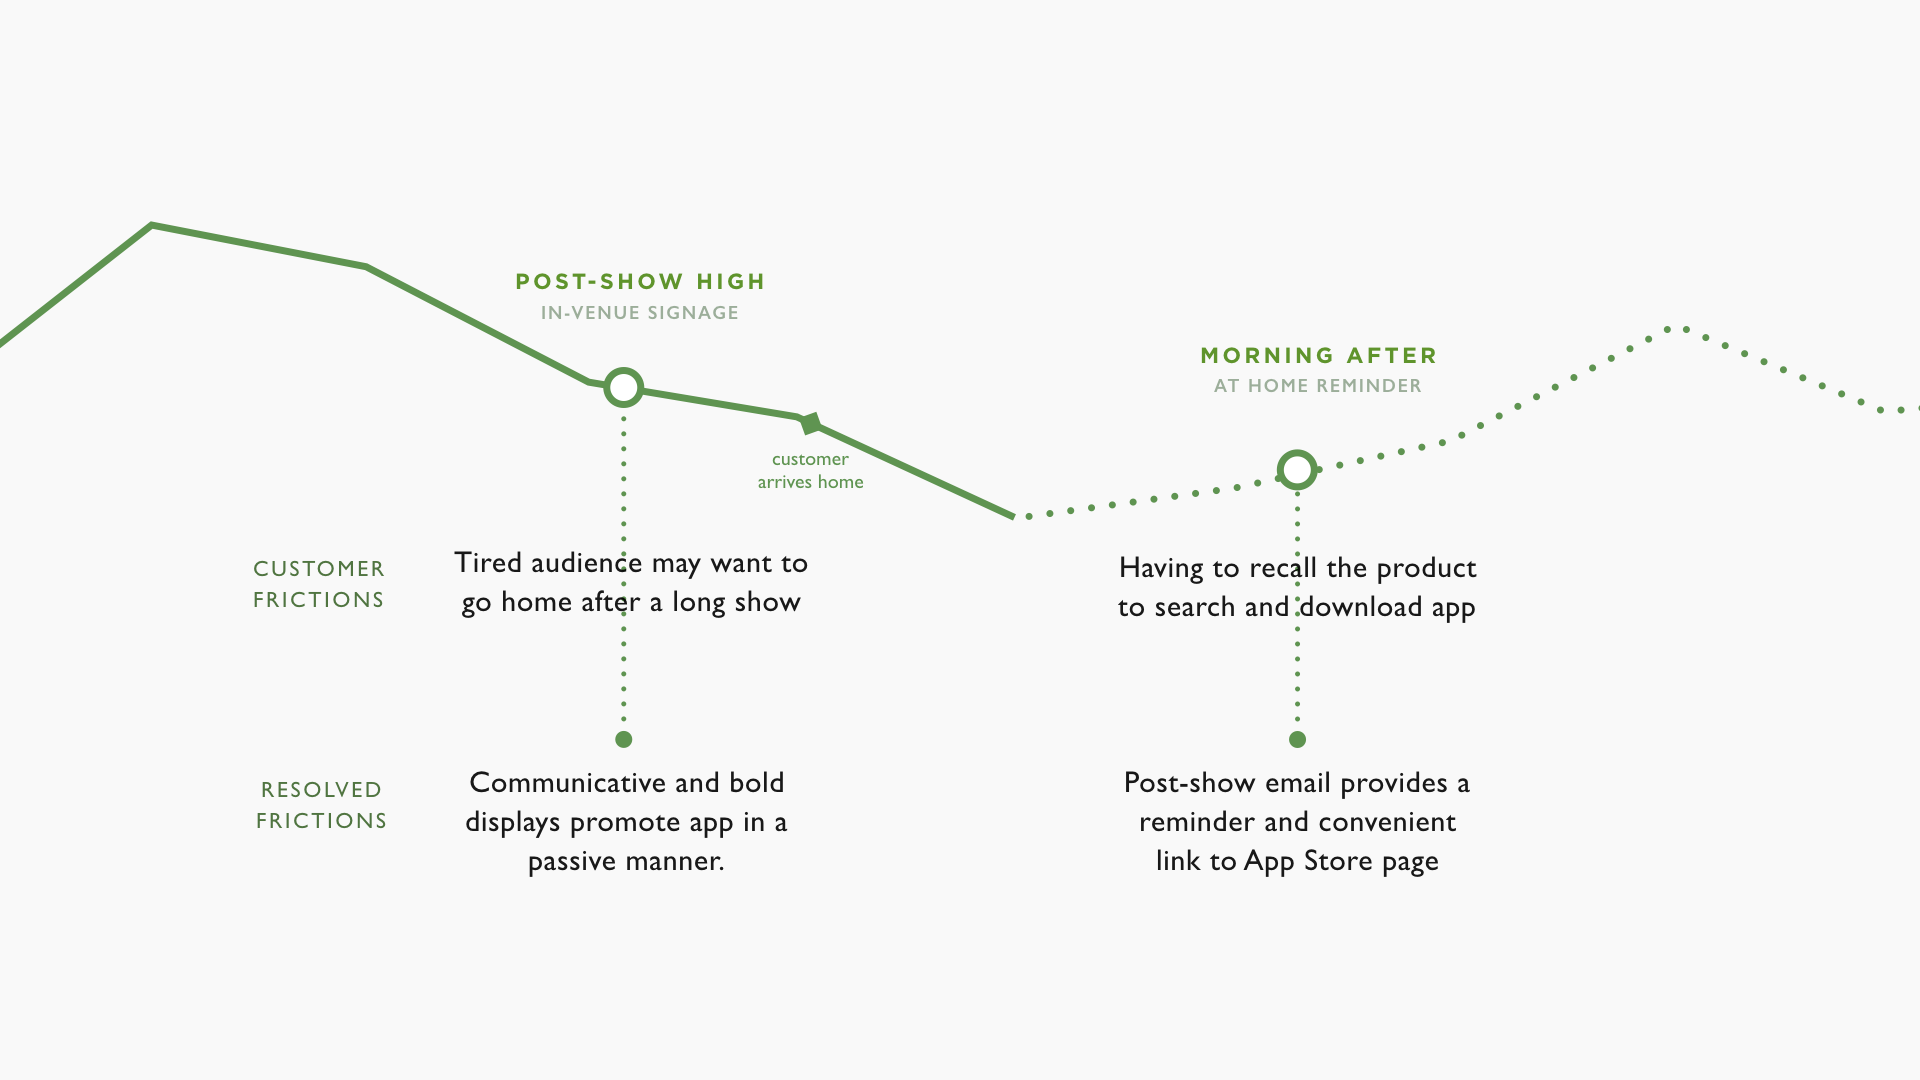 POST-SHOW HIGH
IN-VENUE SIGNAGE
MORNING AFTER
AT HOME REMINDER
customer
arrives home
CUSTOMER
FRICTIONS
Tired audience may want to
go home after a long show
Having to recall the product
to search and download app
RESOLVED
FRICTIONS
Communicative and bold
displays promote app in a
passive manner.
Post-show email provides a
reminder and convenient
link to App Store page